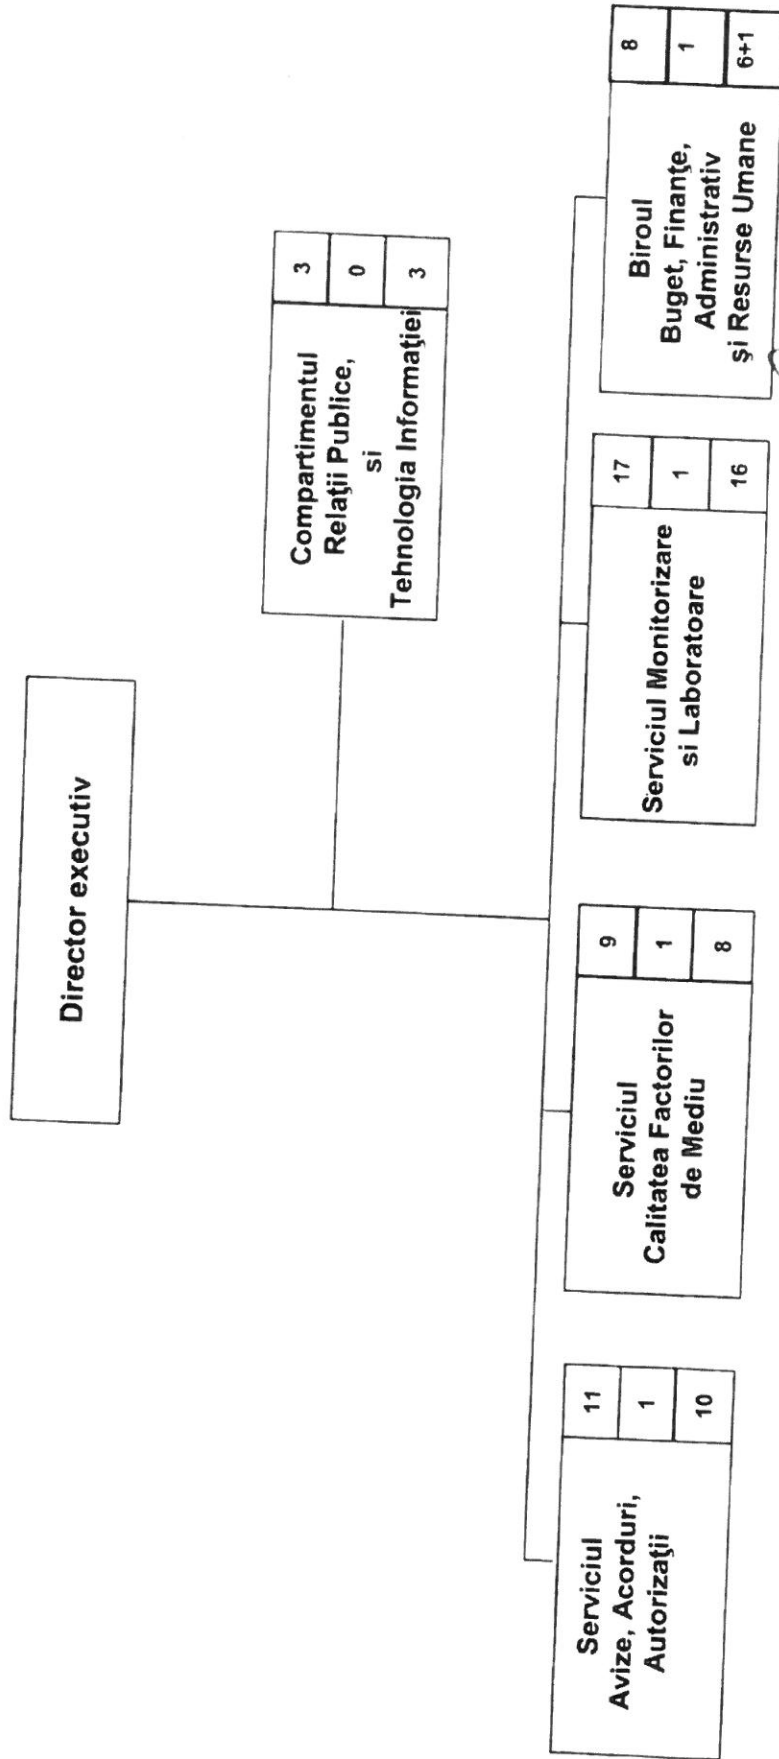 Director executiv
Compartimentul
Relaţii Publice,
si
Tehnologia Informaţiei
3
0
3
Serviciul
Avize, Acorduri,
Autorizaţii
11
1
10
Serviciul
Calitatea Factorilor
de Mediu
9
1
8
Serviciul Monitorizare
si Laboratoare
17
1
16
Biroul
Buget, Finanţe,
Administrativ
şi Resurse Umane
8
1
6+1